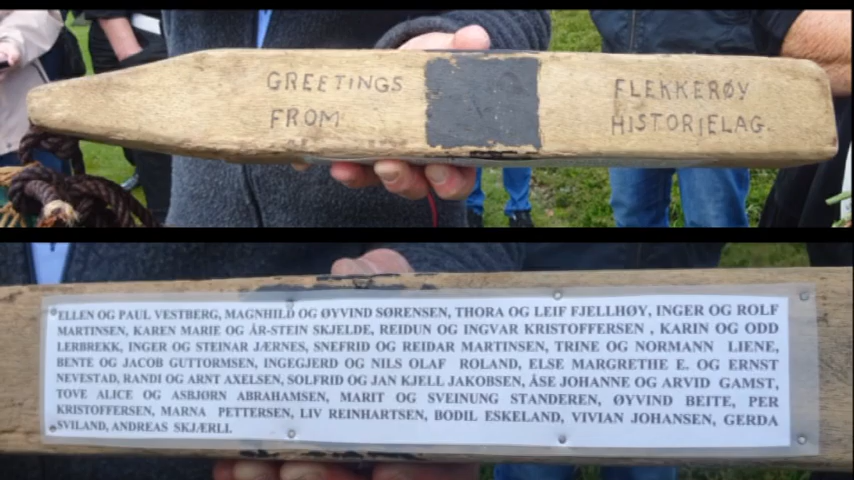 GREETINGS
FROM
FLEKKERØY
HISTORIELAG.
ELLEN OG PAUL VESTBERG, MAGNHILD OG ØYVIND SØRENSEN, THORA OG LEIF FJELLHØY, INGER OG ROLF
MARTINSEN, KAREN MARIE OG ÅR-STEIN SKJELDE, REIDUN OG INGVAR KRISTOFFERSEN , KARIN OG ODD
LERBREKK, INGER OG STEINAR JÆRNES, SNEFRID OG REIDAR MARTINSEN, TRINE OG NORMANN LIENE,
BENTE OG JACOB GUTTORMSEN, INGEGJERD OG NILS OLAF ROLAND, ELSE MARGRETHE E. OG ERNST
NEVESTAD, RANDI OG ARNT AXELSEN, SOLFRID OG JAN KJELL JAKOBSEN, ÅSE JOHANNE OG ARVID GAMST,
TOVE ALICE OG ASBJØRN ABRAHAMSEN, MARIT OG SVEINUNG STANDEREN, ØYVIND BEITE, PER
KRISTOFFERSEN, MARNA PETTERSEN, LIV REINHARTSEN, BODIL ESKELAND, VIVIAN JOHANSEN, GERDA
SVILAND, ANDREAS SKJÆRLI.